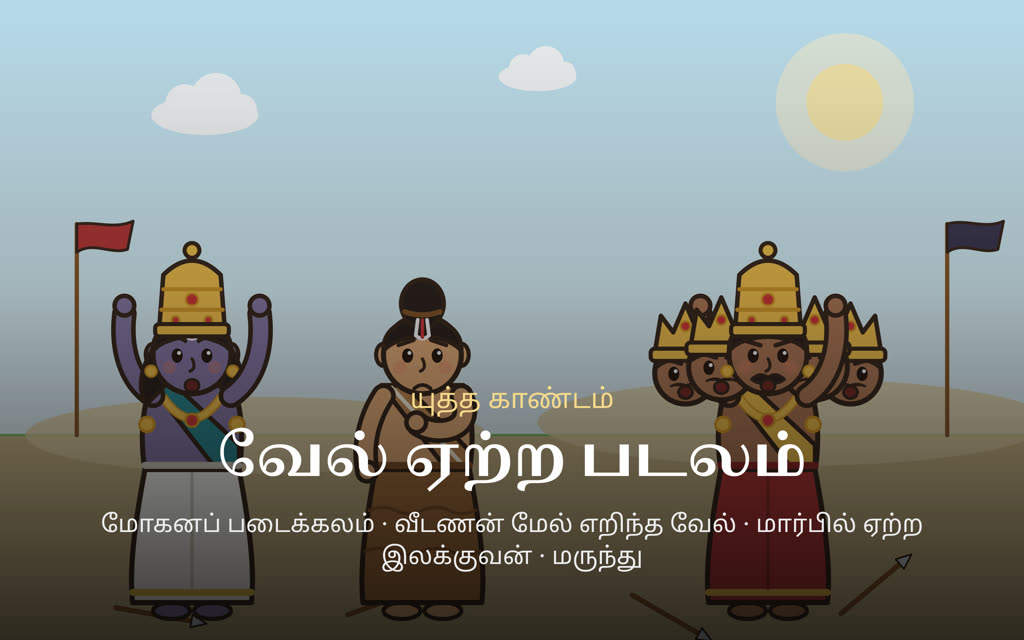 யுத்த காண்டம்
வேல் ஏற்ற படலம்
மோகனப் படைக்கலம் · வீடணன் மேல் எறிந்த வேல் · மார்பில் ஏற்ற
இலக்குவன் · மருந்து